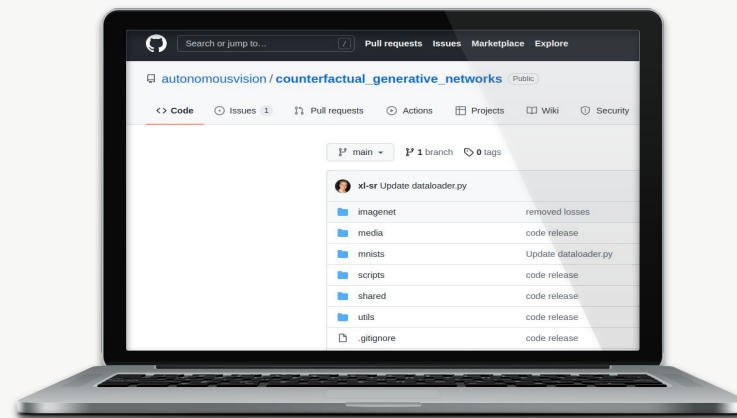 Search or jump to... / Pull requests Issues Marketplace Explore
autonomousvision / counterfactual_generative_networks Public
<> Code Issues 1 Pull requests Actions Projects Wiki Security
main 1 branch 0 tags
xl-sr Update dataloader.py
imagenet removed losses
media code release
mnists Update dataloader.py
scripts code release
shared code release
utils code release
.gitignore code release